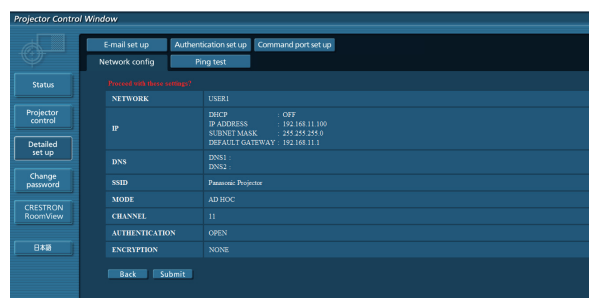 Projector Control Window
E-mail set up Authentication set up Command port set up
Network config Ping test
Status
Projector control
Detailed set up
Change password
CRESTRON RoomView
日本語
Proceed with these settings?
NETWORK USER1
IP
DHCP : OFF
IP ADDRESS : 192.168.11.100
SUBNET MASK : 255.255.255.0
DEFAULT GATEWAY : 192.168.11.1
DNS
DNS1 :
DNS2 :
SSID Panasonic Projector
MODE AD HOC
CHANNEL 11
AUTHENTICATION OPEN
ENCRYPTION NONE
Back Submit